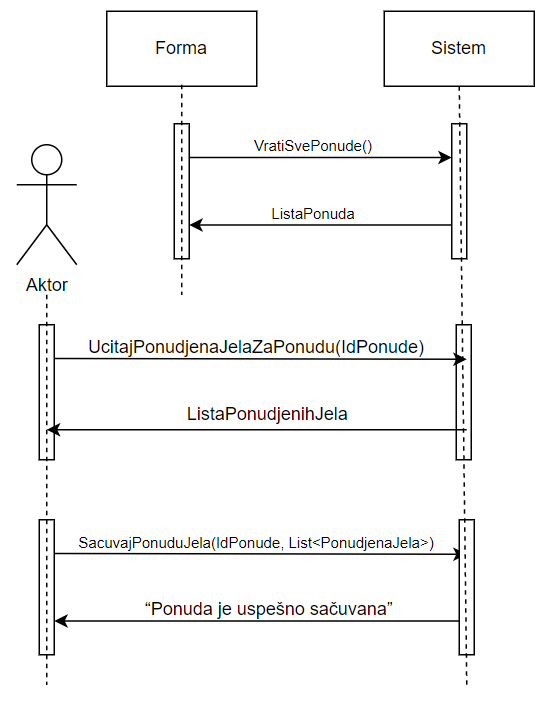 Forma
Sistem
VratiSvePonude()
ListaPonuda
Aktor
UcitajPonudjenaJelaZaPonudu(IdPonude)
ListaPonudjenihJela
SacuvajPonuduJela(IdPonude, List<PonudjenaJela>)
“Ponuda je uspešno sačuvana”